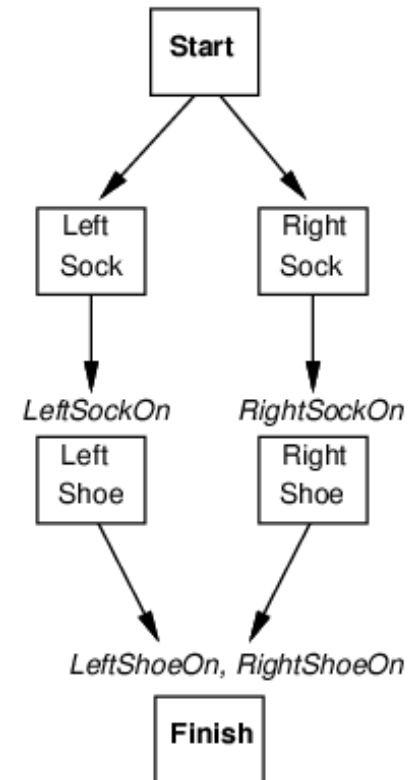 Start
Left
Sock
Right
Sock
LeftSockOn
RightSockOn
Left
Shoe
Right
Shoe
LeftShoeOn, RightShoeOn
Finish